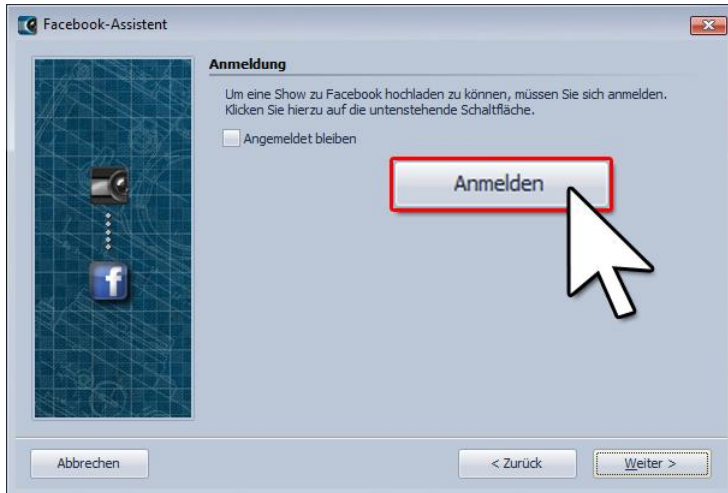 Facebook-Assistent
Anmeldung
Um eine Show zu Facebook hochladen zu können, müssen Sie sich anmelden.
Klicken Sie hierzu auf die untenstehende Schaltfläche.
Angemeldet bleiben
Anmelden
f
Abbrechen
< Zurück
Weiter >